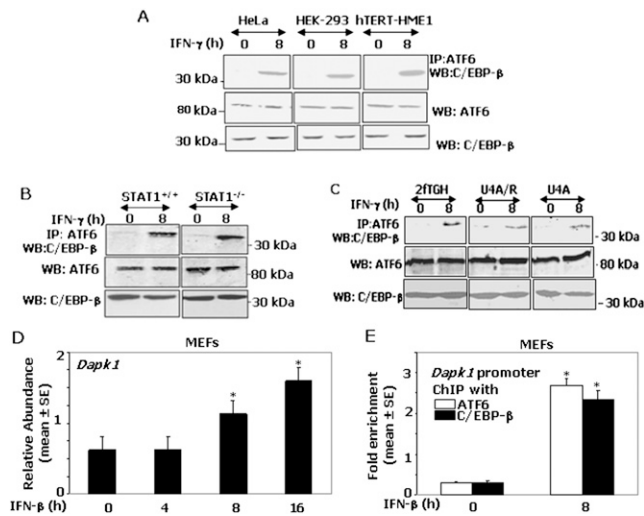 A
HeLa HEK-293 hTERT-HME1
IFN-γ (h) 0 8 0 8 0 8
IP:ATF6
WB:C/EBP-β
30 kDa
80 kDa WB: ATF6
30 kDa WB: C/EBP-β
B
STAT1+/+ STAT1-/-
0 8 0 8 IFN-γ (h)
IP: ATF6
WB:C/EBP-β
30 kDa
WB: ATF6 80 kDa
WB: C/EBP-β 30 kDa
C
2fTGH U4A/R U4A
IFN-γ (h) 0 8 0 8 0 8
IP:ATF6
WB:C/EBP-β
30 kDa
WB: ATF6 80 kDa
WB: C/EBP-β
30 kDa
D MEFs
Dapk1
Relative Abundance
(mean ± SE)
2
1
0
* *
IFN-β (h) 0 4 8 16
E MEFs
Dapk1 promoter
ChIP with
ATF6
C/EBP-β
Fold enrichment
(mean ± SE)
3
2
1
0
* *
IFN-β (h) 0 8